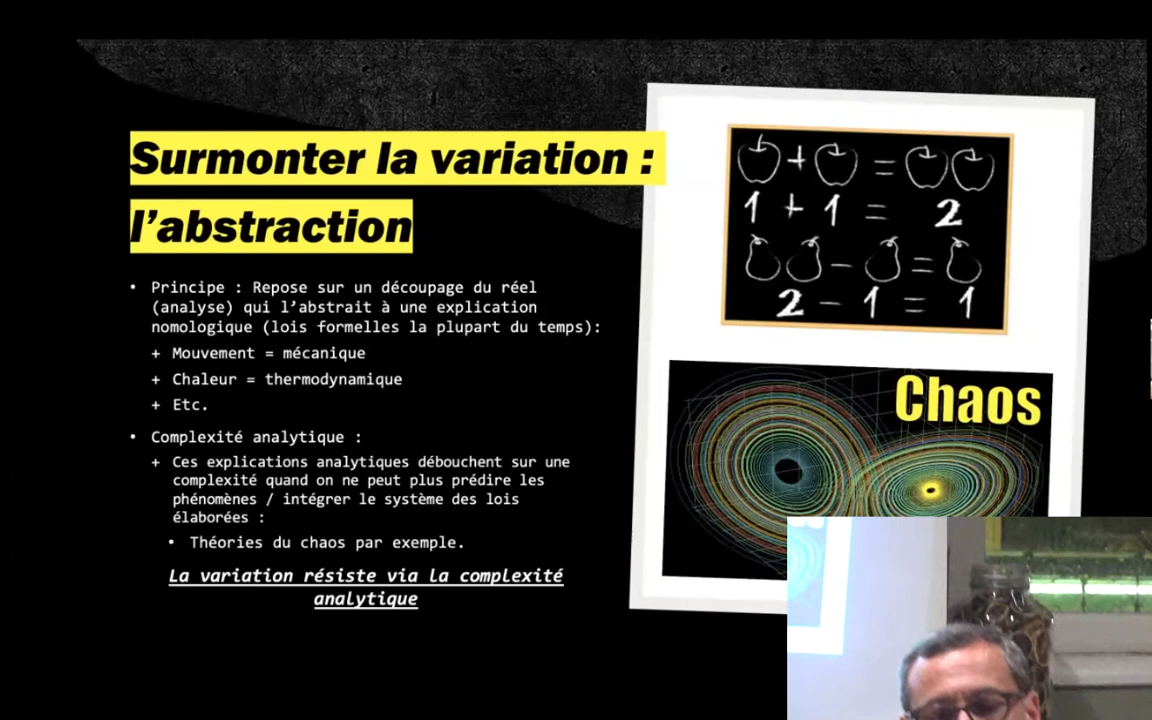 Surmonter la variation :
l’abstraction
• Principe : Repose sur un découpage du réel
(analyse) qui l’abstrait à une explication
nomologique (lois formelles la plupart du temps):
+ Mouvement = mécanique
+ Chaleur = thermodynamique
+ Etc.
• Complexité analytique :
+ Ces explications analytiques débouchent sur une
complexité quand on ne peut plus prédire les
phénomènes / intégrer le système des lois
élaborées :
• Théories du chaos par exemple.
La variation résiste via la complexité
analytique
+ =
1 + 1 = 2
- =
2 - 1 = 1
Chaos